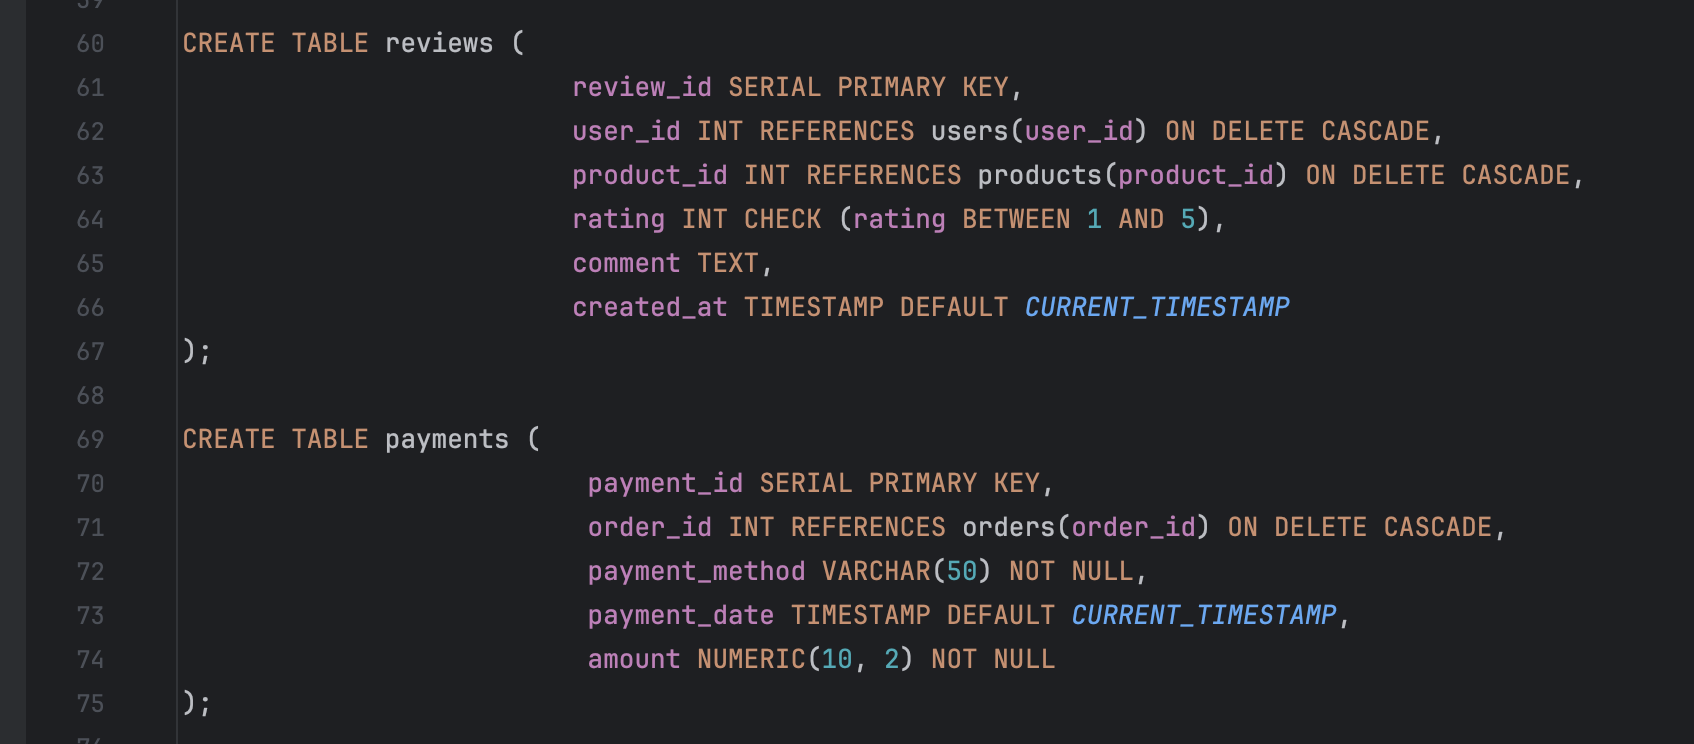 60 CREATE TABLE reviews (
61 review_id SERIAL PRIMARY KEY,
62 user_id INT REFERENCES users(user_id) ON DELETE CASCADE,
63 product_id INT REFERENCES products(product_id) ON DELETE CASCADE,
64 rating INT CHECK (rating BETWEEN 1 AND 5),
65 comment TEXT,
66 created_at TIMESTAMP DEFAULT CURRENT_TIMESTAMP
67 );
68
69 CREATE TABLE payments (
70 payment_id SERIAL PRIMARY KEY,
71 order_id INT REFERENCES orders(order_id) ON DELETE CASCADE,
72 payment_method VARCHAR(50) NOT NULL,
73 payment_date TIMESTAMP DEFAULT CURRENT_TIMESTAMP,
74 amount NUMERIC(10, 2) NOT NULL
75 );